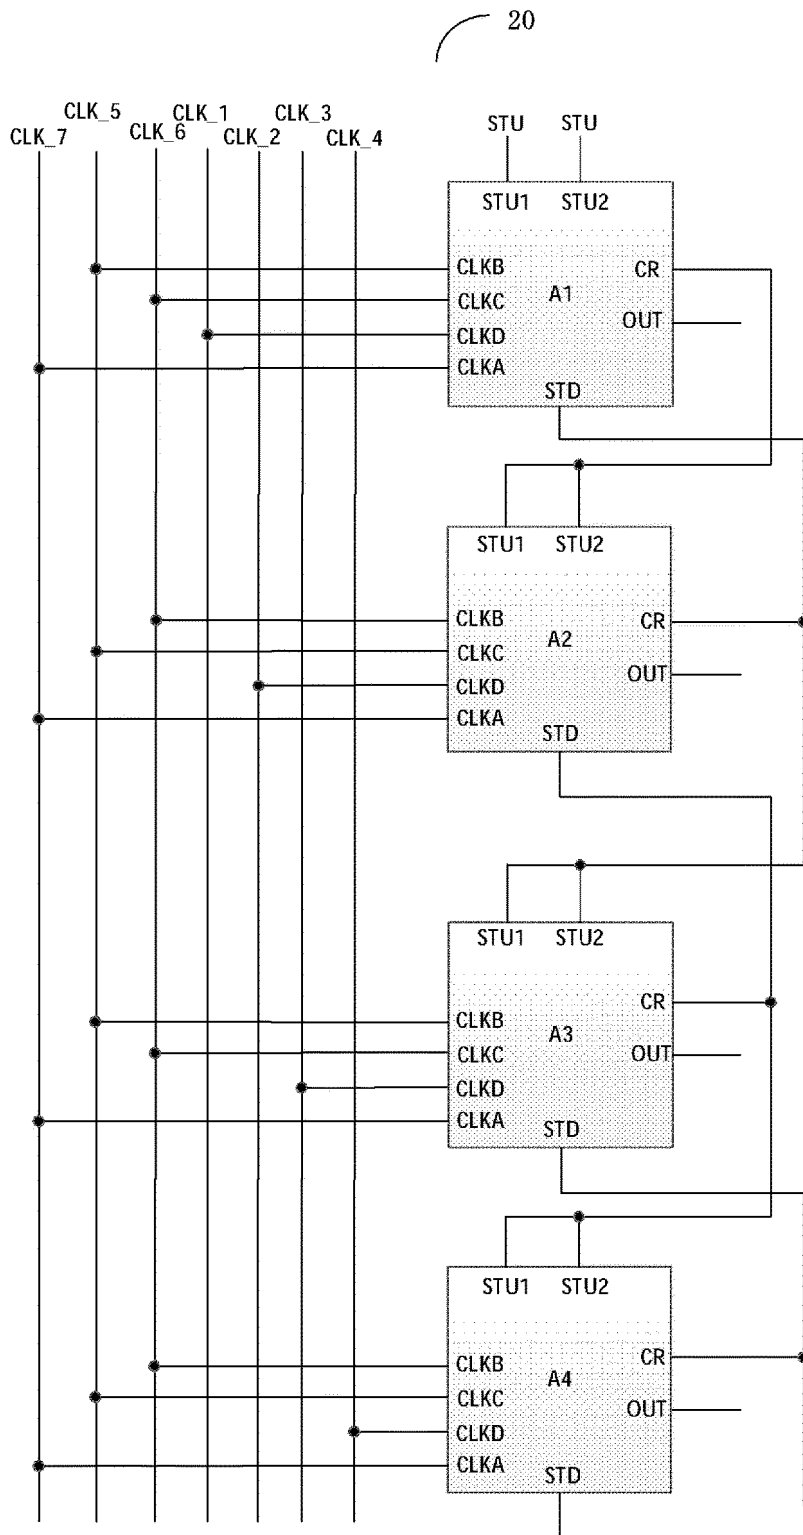 20
CLK_5 CLK_1 CLK_3
CLK_7 CLK_6 CLK_2 CLK_4
STU STU
STU1 STU2
CLKB CR
CLKC A1
CLKD OUT
CLKA
STD
STU1 STU2
CLKB CR
CLKC A2
CLKD OUT
CLKA
STD
STU1 STU2
CLKB CR
CLKC A3
CLKD OUT
CLKA
STD
STU1 STU2
CLKB CR
CLKC A4
CLKD OUT
CLKA
STD